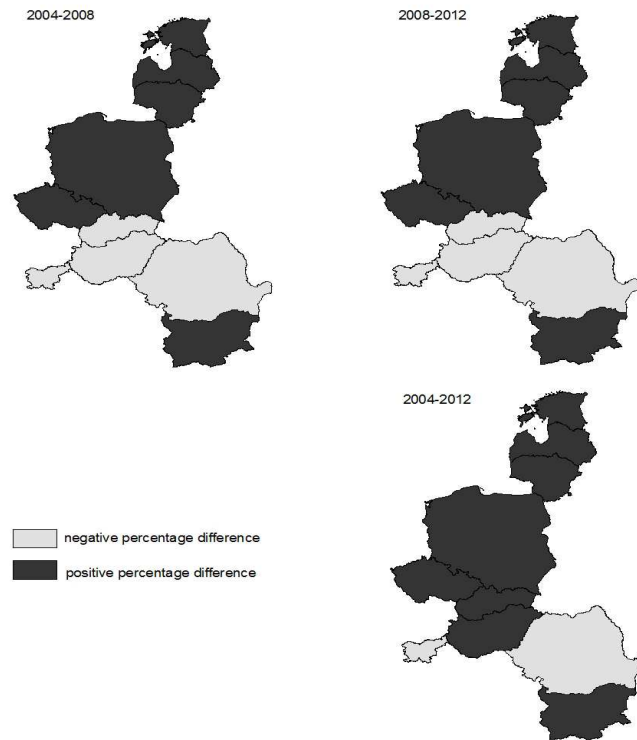 2004-2008
2008-2012
2004-2012
negative percentage difference
positive percentage difference